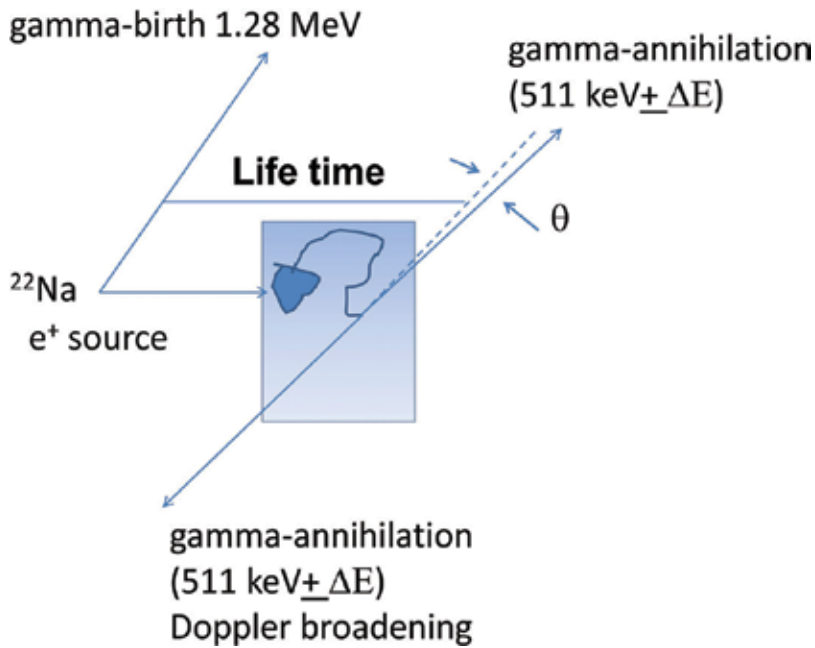 gamma-birth 1.28 MeV
gamma-annihilation
(511 keV± ΔE)
Life time
θ
²²Na
e⁺ source
gamma-annihilation
(511 keV± ΔE)
Doppler broadening